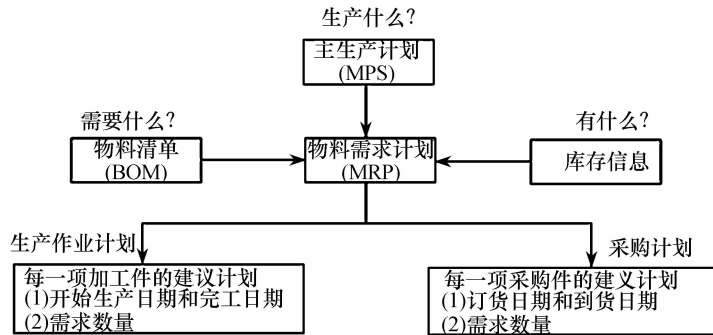 生产什么?
主生产计划
(MPS)
需要什么?
有什么?
物料清单
(BOM)
物料需求计划
(MRP)
库存信息
生产作业计划
采购计划
每一项加工件的建议计划
(1)开始生产日期和完工日期
(2)需求数量
每一项采购件的建义计划
(1)订货日期和到货日期
(2)需求数量